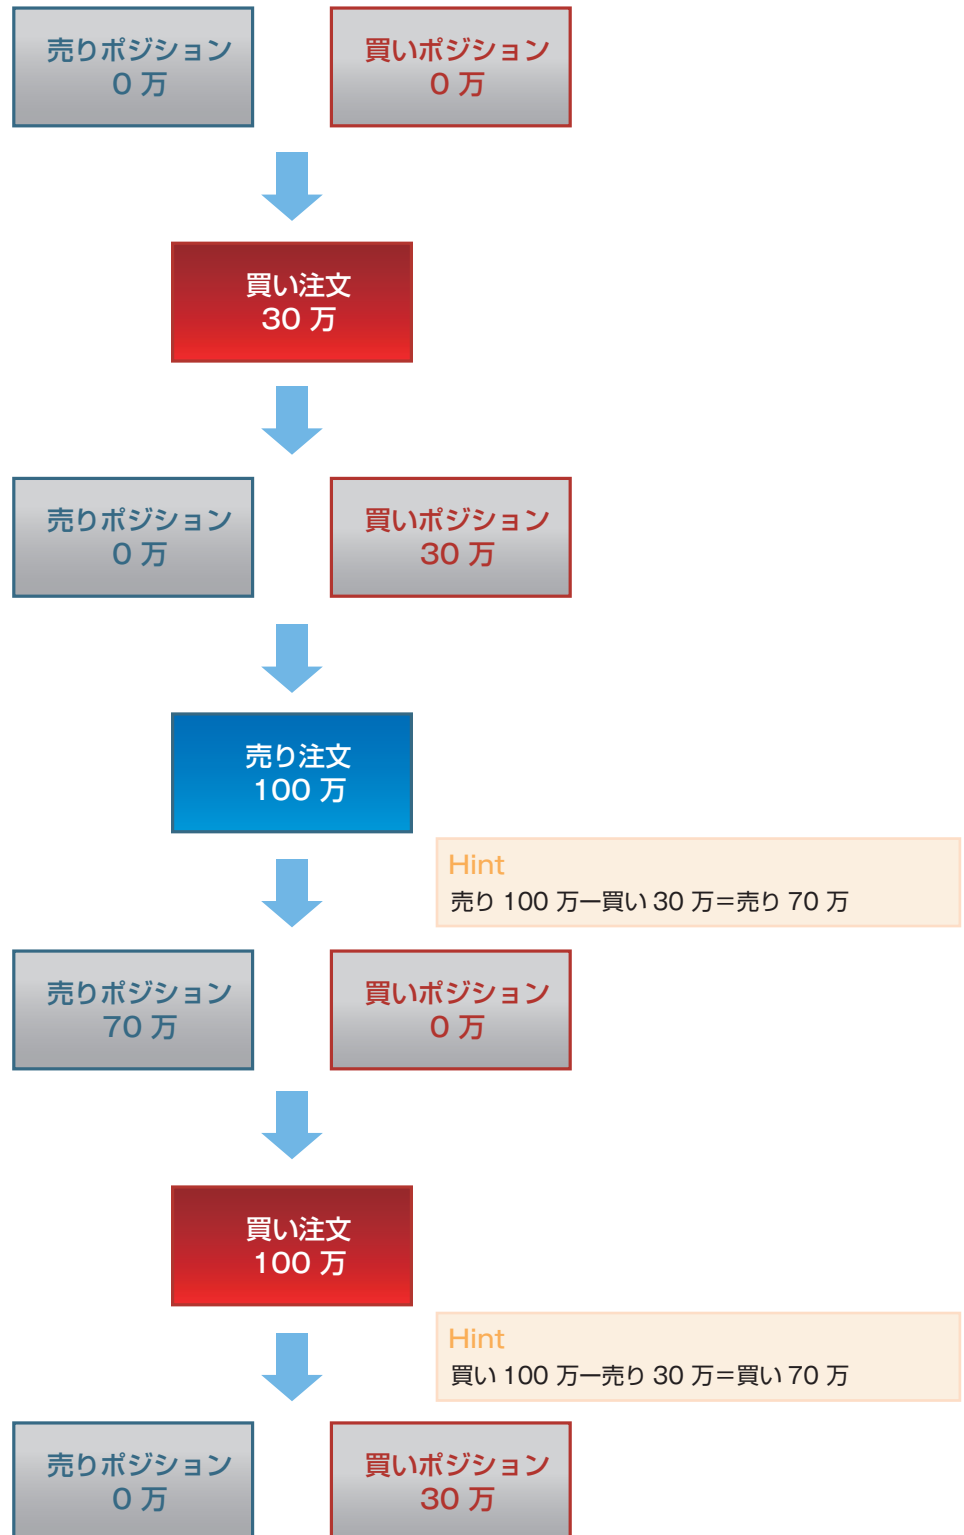 売りポジション
0 万
買いポジション
0 万
買い注文
30 万
売りポジション
0 万
買いポジション
30 万
売り注文
100 万
Hint
売り 100 万ー買い 30 万＝売り 70 万
売りポジション
70 万
買いポジション
0 万
買い注文
100 万
Hint
買い 100 万ー売り 30 万＝買い 70 万
売りポジション
0 万
買いポジション
30 万